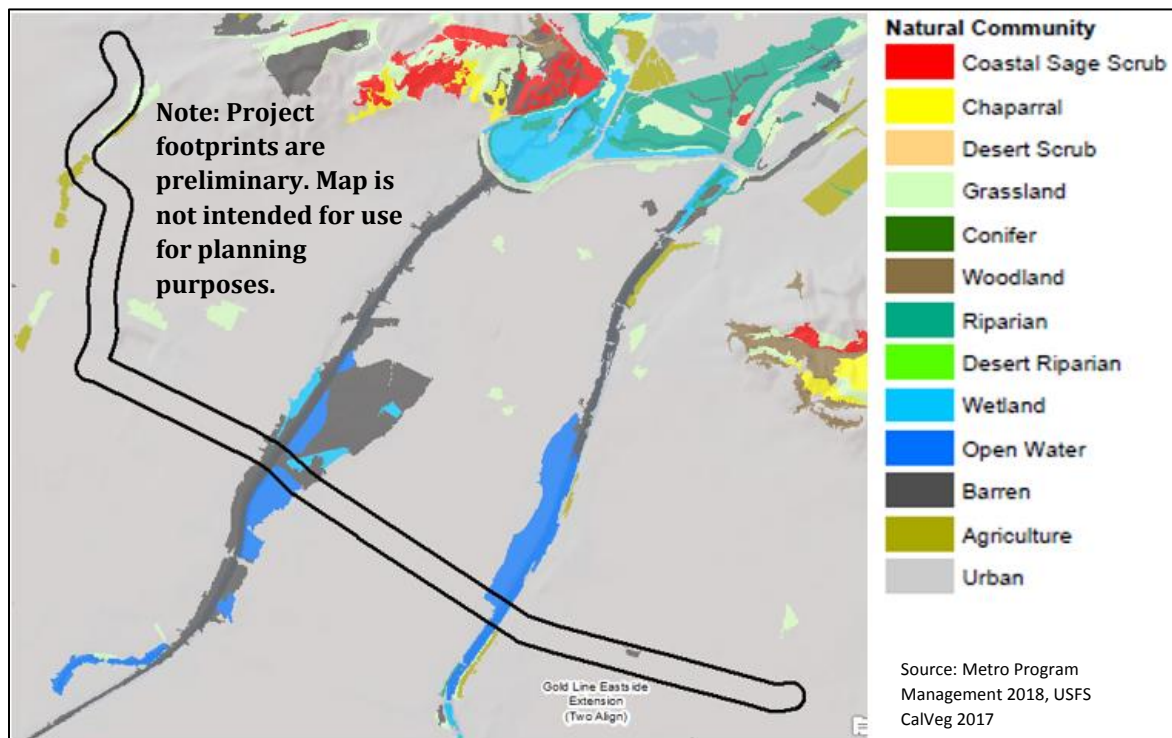 Note: Project
footprints are
preliminary. Map is
not intended for use
for planning
purposes.
Gold Line Eastside
Extension
(Two Align)
Natural Community
Coastal Sage Scrub
Chaparral
Desert Scrub
Grassland
Conifer
Woodland
Riparian
Desert Riparian
Wetland
Open Water
Barren
Agriculture
Urban
Source: Metro Program
Management 2018, USFS
CalVeg 2017